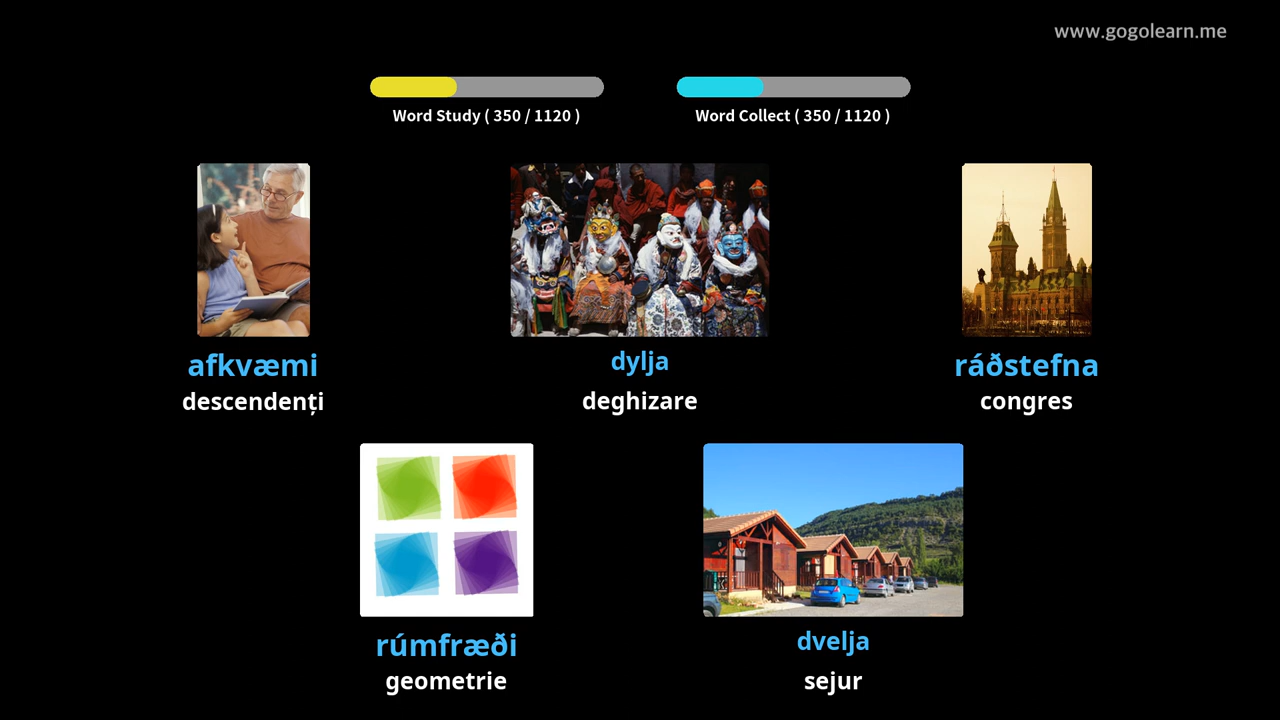 www.gogolearn.me
Word Study ( 350 / 1120 )
Word Collect ( 350 / 1120 )
afkvæmi
descendenți
dylja
deghizare
ráðstefna
congres
rúmfræði
geometrie
dvelja
sejur